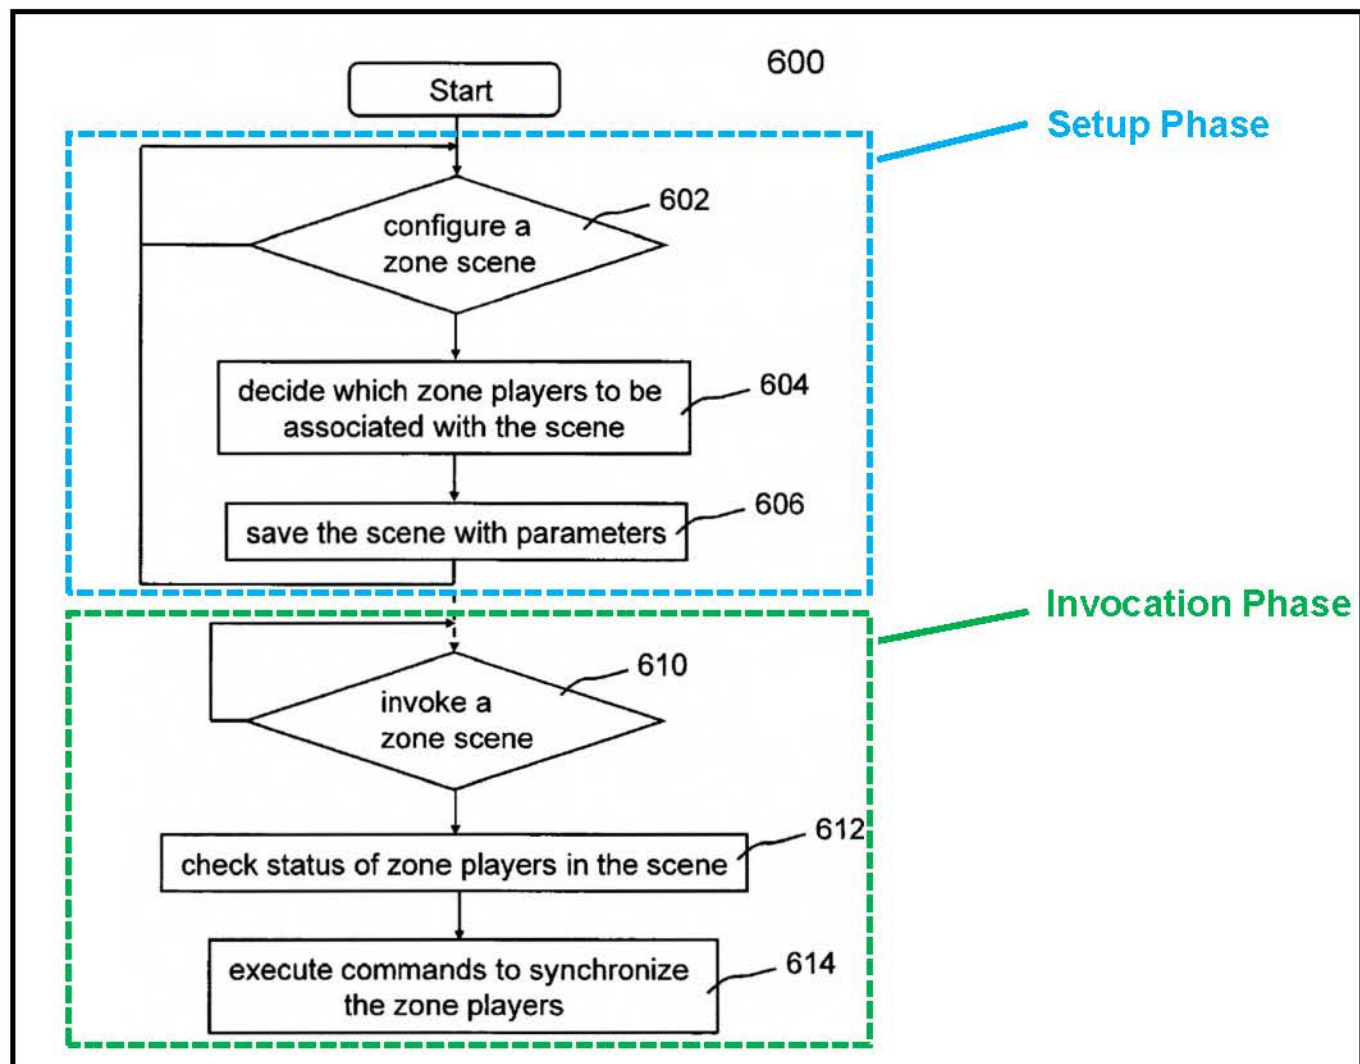 600
Start
Setup Phase
602
configure a
zone scene
604
decide which zone players to be
associated with the scene
606
save the scene with parameters
Invocation Phase
610
invoke a
zone scene
612
check status of zone players in the scene
614
execute commands to synchronize
the zone players